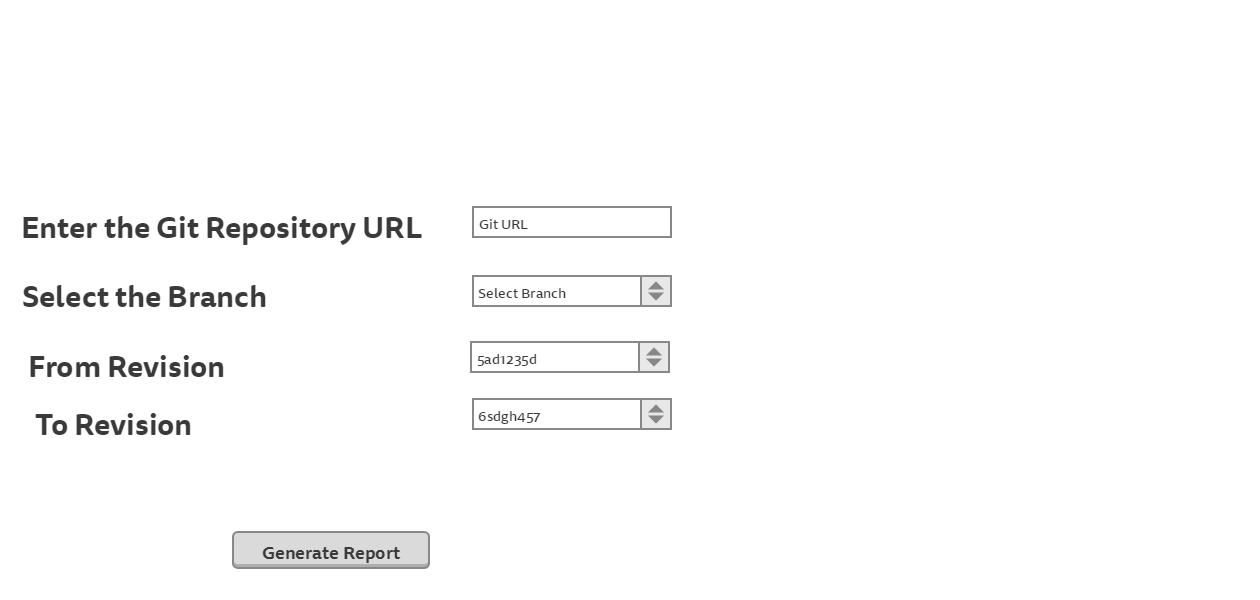 Enter the Git Repository URL
Git URL
Select the Branch
Select Branch
From Revision
5ad1235d
To Revision
6sdgh457
Generate Report